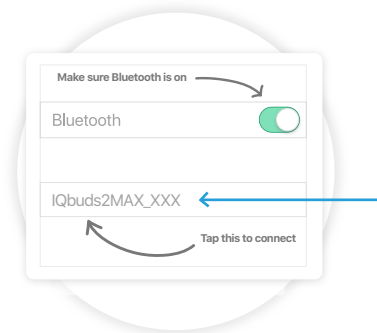 Make sure Bluetooth is on
Bluetooth
IQbuds2MAX_XXX
Tap this to connect